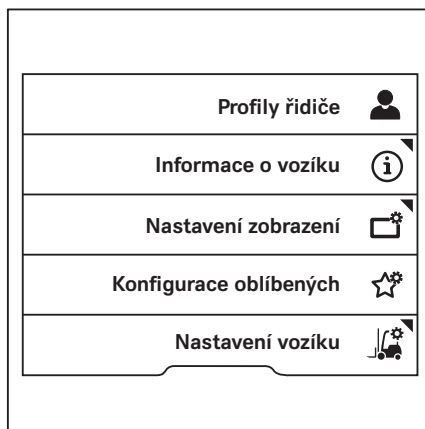 Profily řidiče
Informace o vozíku
Nastavení zobrazení
Konfigurace oblíbených
Nastavení vozíku